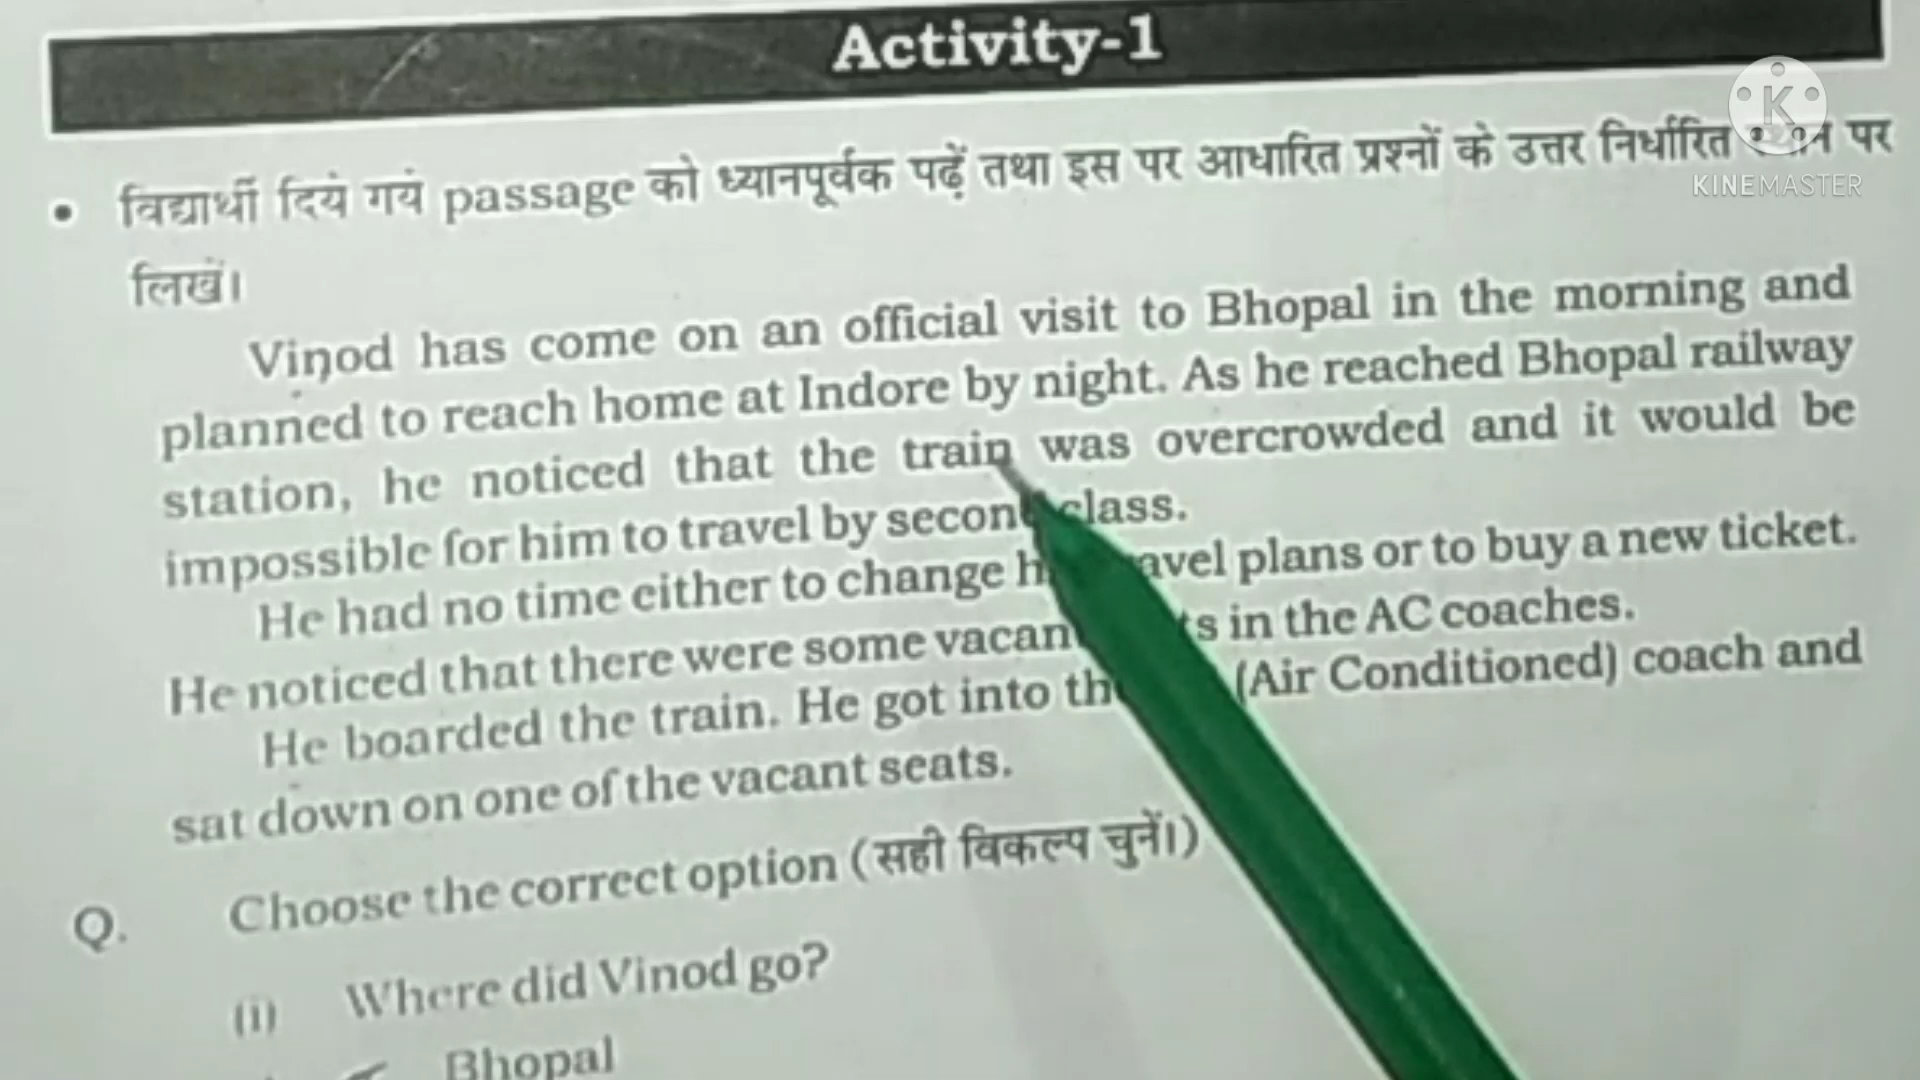 Activity-1
K
KINEMASTER
• विद्यार्थी दिये गये passage को ध्यानपूर्वक पढ़ें तथा इस पर आधारित प्रश्नों के उत्तर निर्धारित पर
लिखें।
Vinod has come on an official visit to Bhopal in the morning and
planned to reach home at Indore by night. As he reached Bhopal railway
station, he noticed that the train was overcrowded and it would be
impossible for him to travel by second class.
He had no time either to change plans or to buy a new ticket.
He noticed that there were some in the AC coaches.
He boarded the train. He got into (Air Conditioned) coach and
sat down on one of the vacant seats.
Q. Choose the correct option (सही विकल्प चुनें।)
(i) Where did Vinod go?
Bhopal